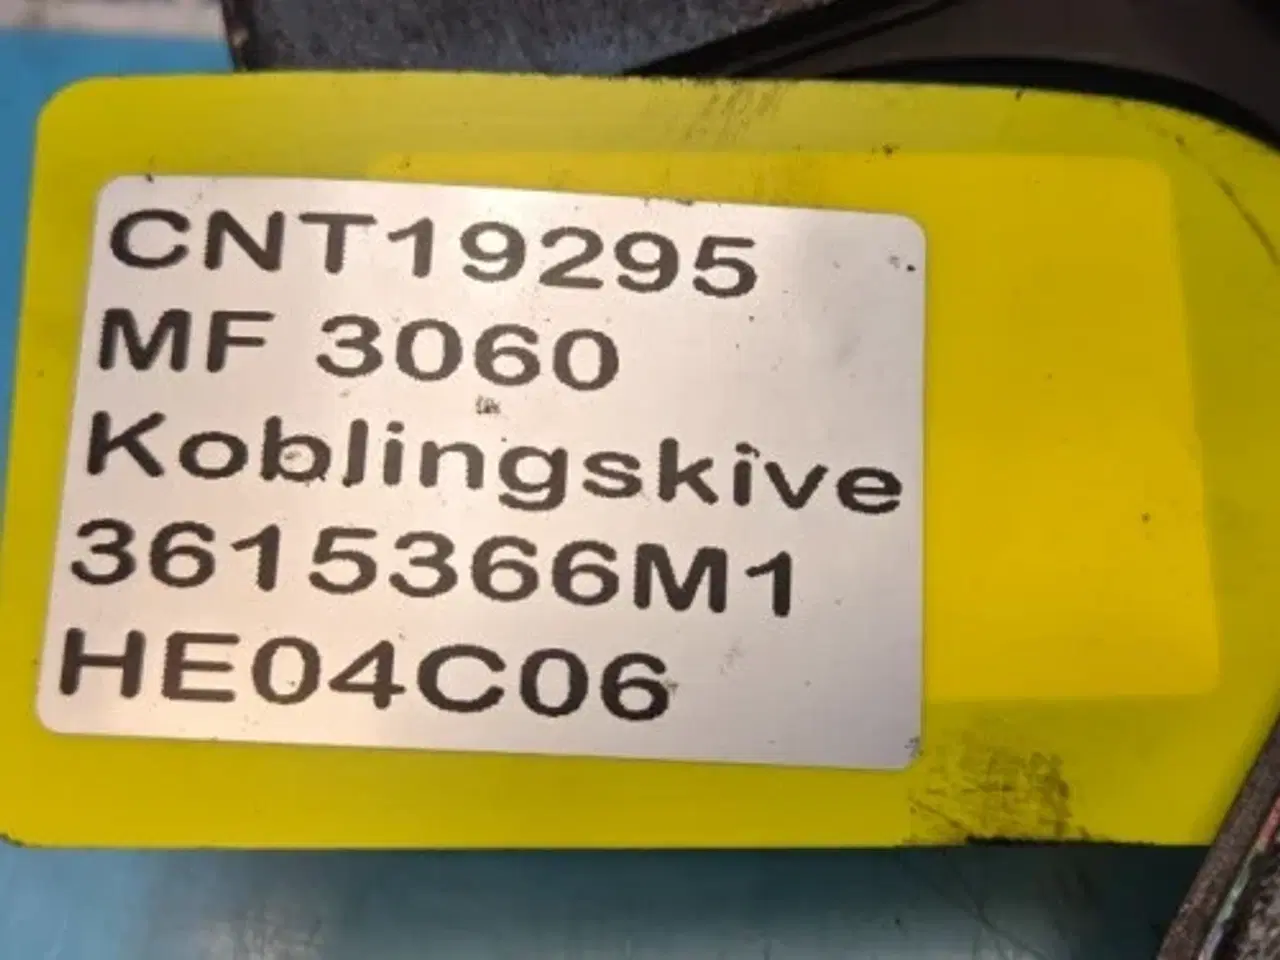 CNT19295
MF 3060
Koblingskive
3615366M1
HE04C06